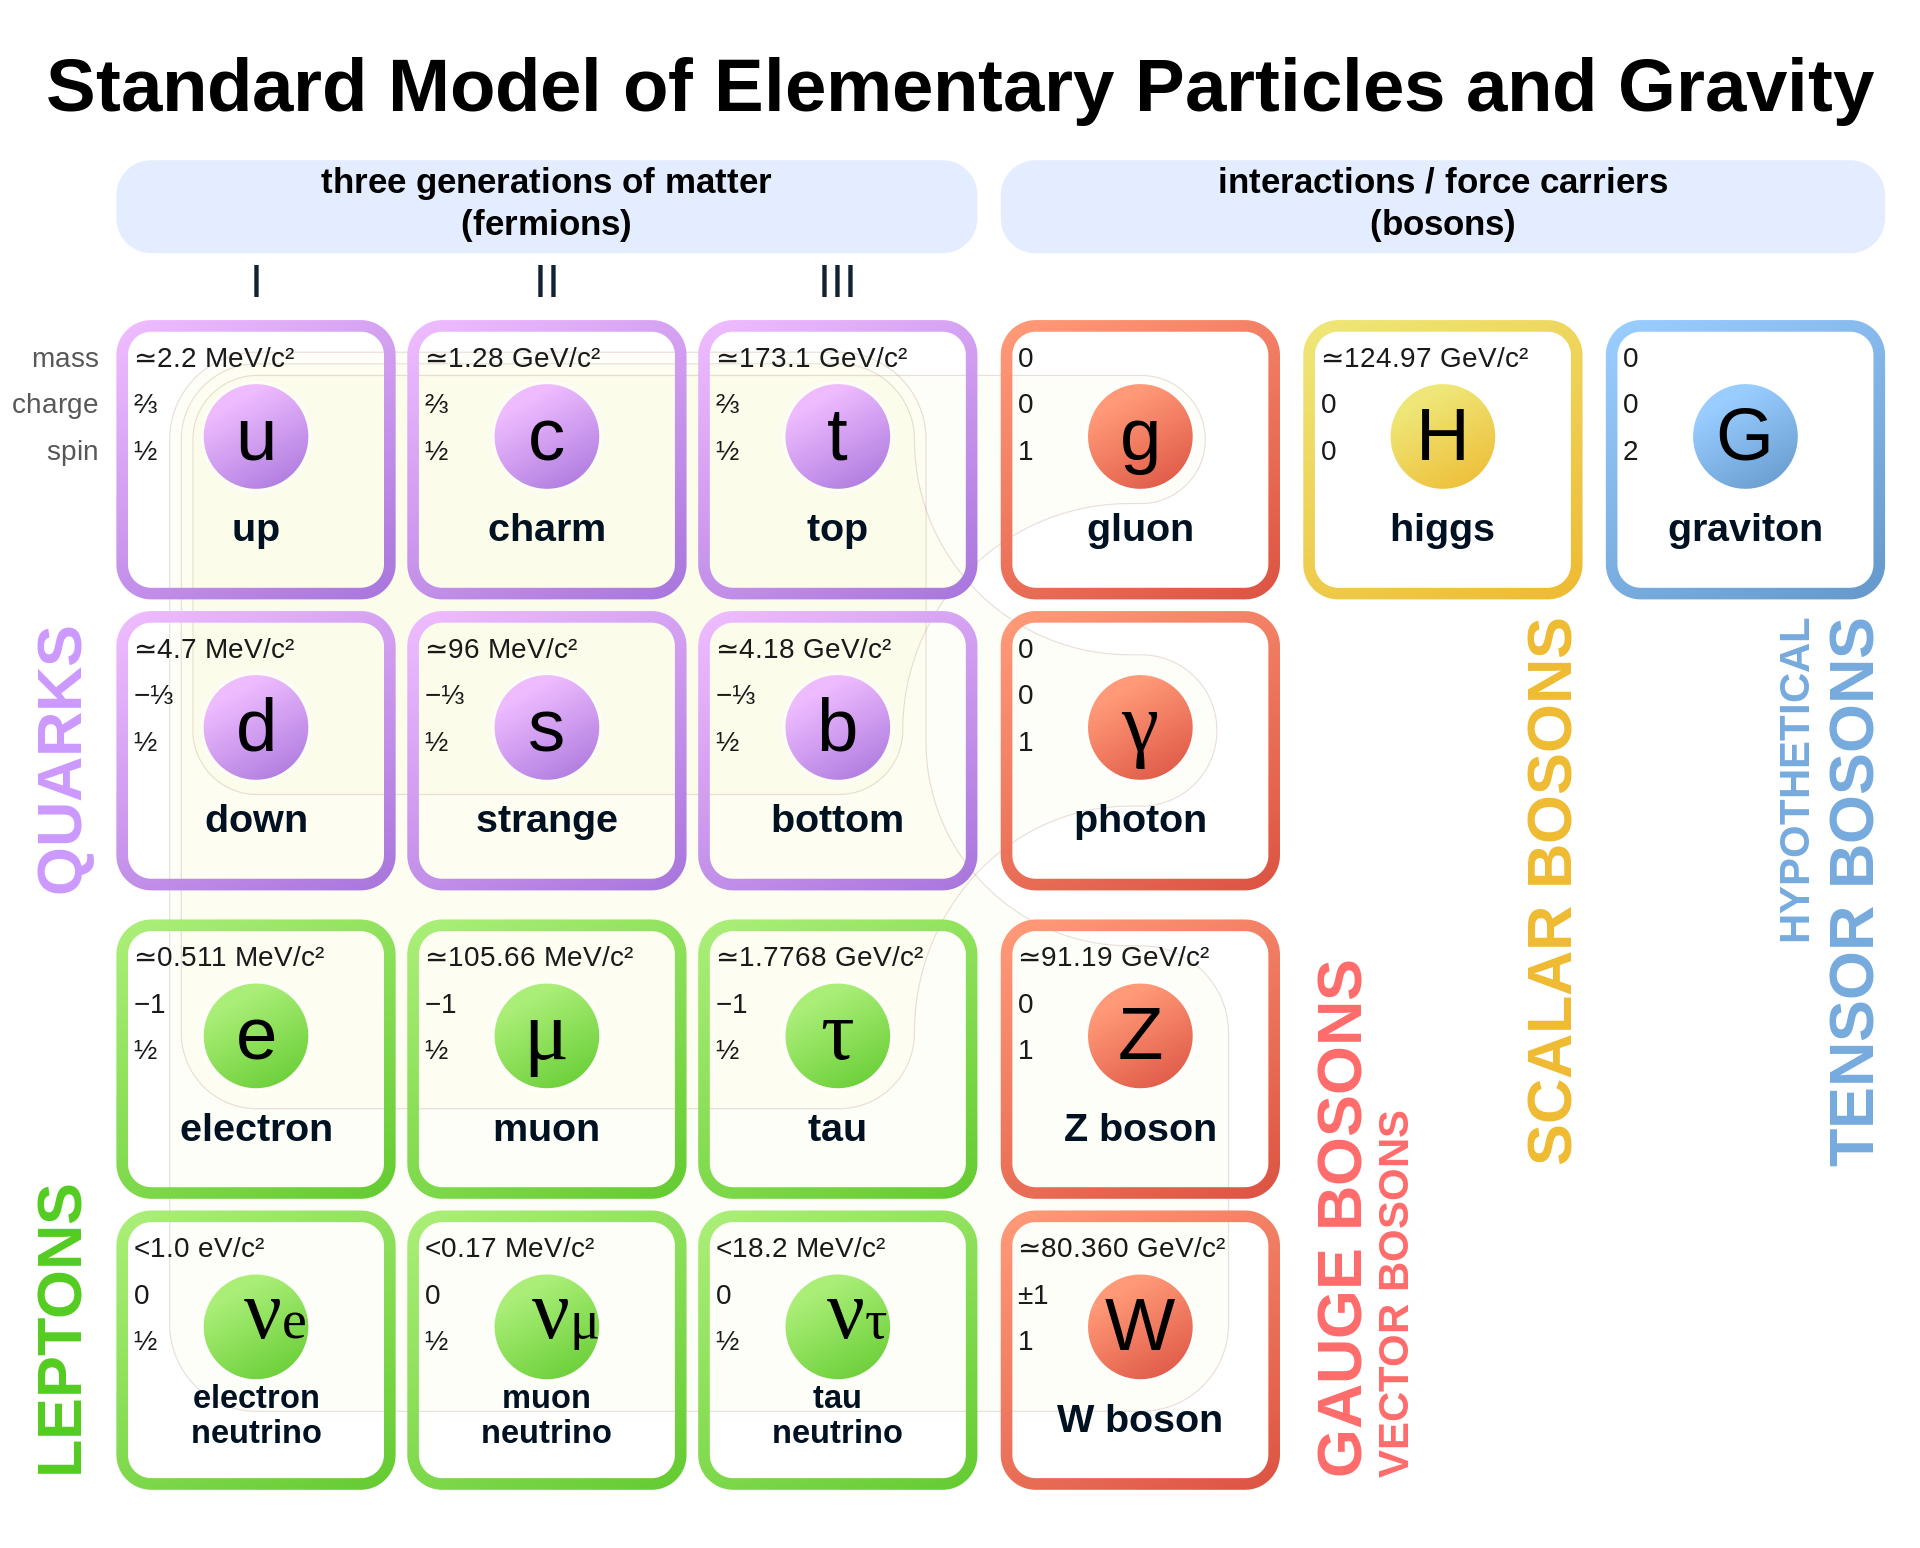 Standard Model of Elementary Particles and Gravity
three generations of matter
(fermions)
interactions / force carriers
(bosons)
I
II
III
mass
charge
spin
≃2.2 MeV/c²
⅔
½
u
up
≃1.28 GeV/c²
⅔
½
c
charm
≃173.1 GeV/c²
⅔
½
t
top
0
0
1
g
gluon
≃124.97 GeV/c²
0
0
H
higgs
0
0
2
G
graviton
QUARKS
≃4.7 MeV/c²
−⅓
½
d
down
≃96 MeV/c²
−⅓
½
s
strange
≃4.18 GeV/c²
−⅓
½
b
bottom
0
0
1
γ
photon
LEPTONS
≃0.511 MeV/c²
−1
½
e
electron
≃105.66 MeV/c²
−1
½
μ
muon
≃1.7768 GeV/c²
−1
½
τ
tau
≃91.19 GeV/c²
0
1
Z
Z boson
<1.0 eV/c²
0
½
νe
electron
neutrino
<0.17 MeV/c²
0
½
νμ
muon
neutrino
<18.2 MeV/c²
0
½
ντ
tau
neutrino
≃80.360 GeV/c²
±1
1
W
W boson
GAUGE BOSONS
VECTOR BOSONS
SCALAR BOSONS
HYPOTHETICAL
TENSOR BOSONS